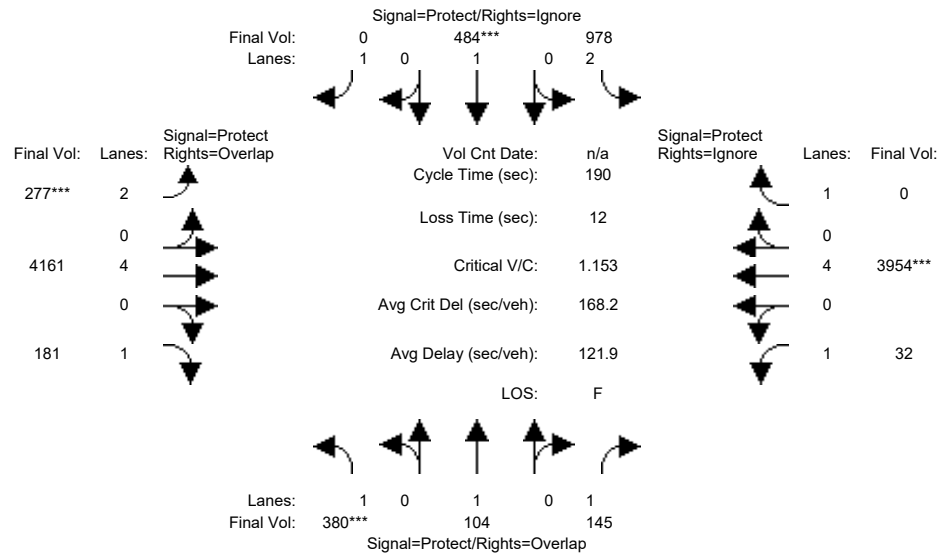 Signal=Protect/Rights=Ignore
Final Vol: 0 484*** 978
Lanes: 1 0 1 0 2
Signal=Protect Signal=Protect
Final Vol: Lanes: Rights=Overlap Vol Cnt Date: n/a Rights=Ignore Lanes: Final Vol:
Cycle Time (sec): 190
277*** 2 1 0
Loss Time (sec): 12
0 0
4161 4 Critical V/C: 1.153 4 3954***
0 Avg Crit Del (sec/veh): 168.2 0
181 1 Avg Delay (sec/veh): 121.9 1 32
LOS: F
Lanes: 1 0 1 0 1
Final Vol: 380*** 104 145
Signal=Protect/Rights=Overlap